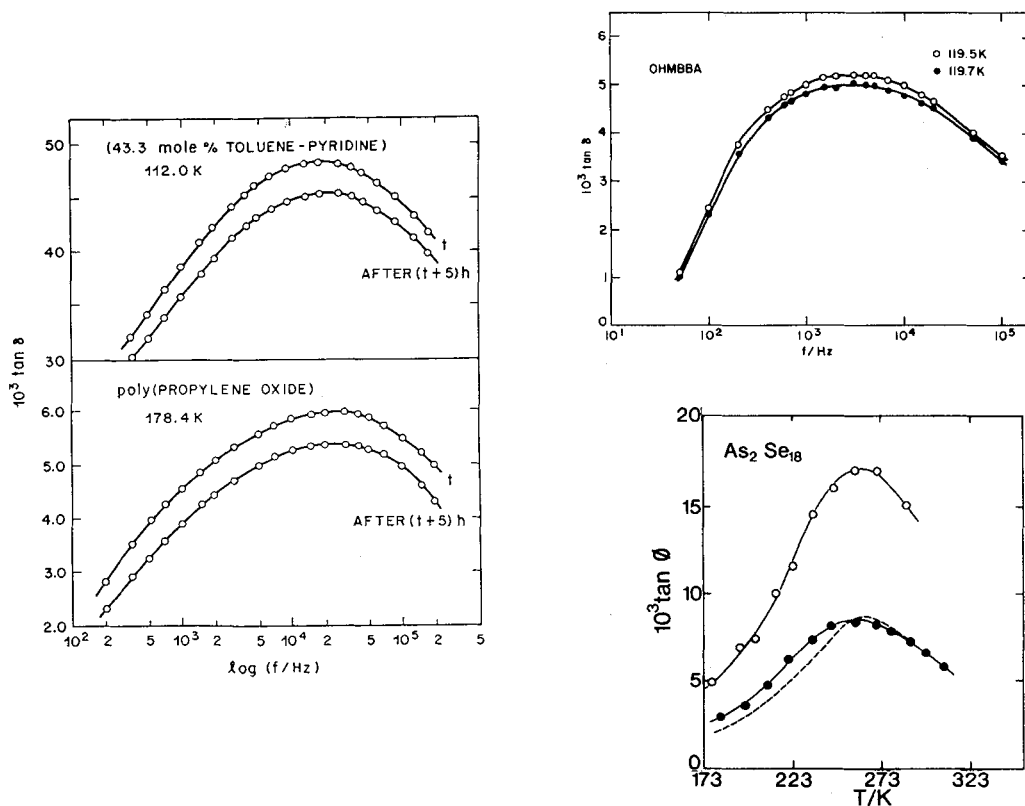 (43.3 mole % TOLUENE-PYRIDINE)
112.0 K
50
40
30
t
AFTER (t+5) h
10³ tan δ
poly(PROPYLENE OXIDE)
178.4 K
6.0
5.0
4.0
3.0
2.0
t
AFTER (t+5) h
10² 2 5 10³ 2 5 10⁴ 2 5 10⁵ 2 5
log (f/Hz)
OHMBBA
○ 119.5K
● 119.7K
10³ tan δ
6
5
4
3
2
1
0
10¹ 10² 10³ 10⁴ 10⁵
f/Hz
As₂ Se₁₈
10³tan Ø
20
15
10
5
0
173 223 273 323
T/K